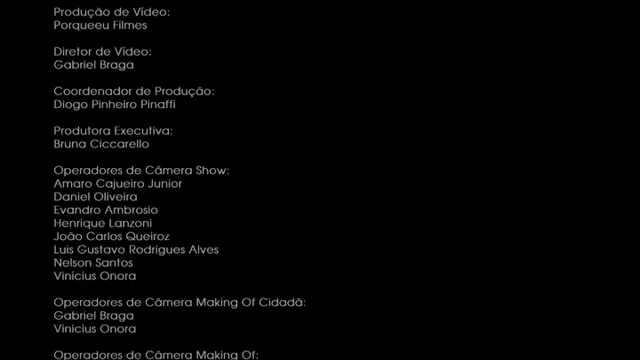 Produção de Vídeo:
Porqueeu Filmes
Diretor de Vídeo:
Gabriel Braga
Coordenador de Produção:
Diogo Pinheiro Pinaffi
Produtora Executiva:
Bruna Ciccarello
Operadores de Câmera Show:
Amaro Cajueiro Junior
Daniel Oliveira
Evandro Ambrosio
Henrique Lanzoni
João Carlos Queiroz
Luis Gustavo Rodrigues Alves
Nelson Santos
Vinícius Onora
Operadores de Câmera Making Of Cidadã:
Gabriel Braga
Vinicius Onora
Operadores de Câmera Making Of: